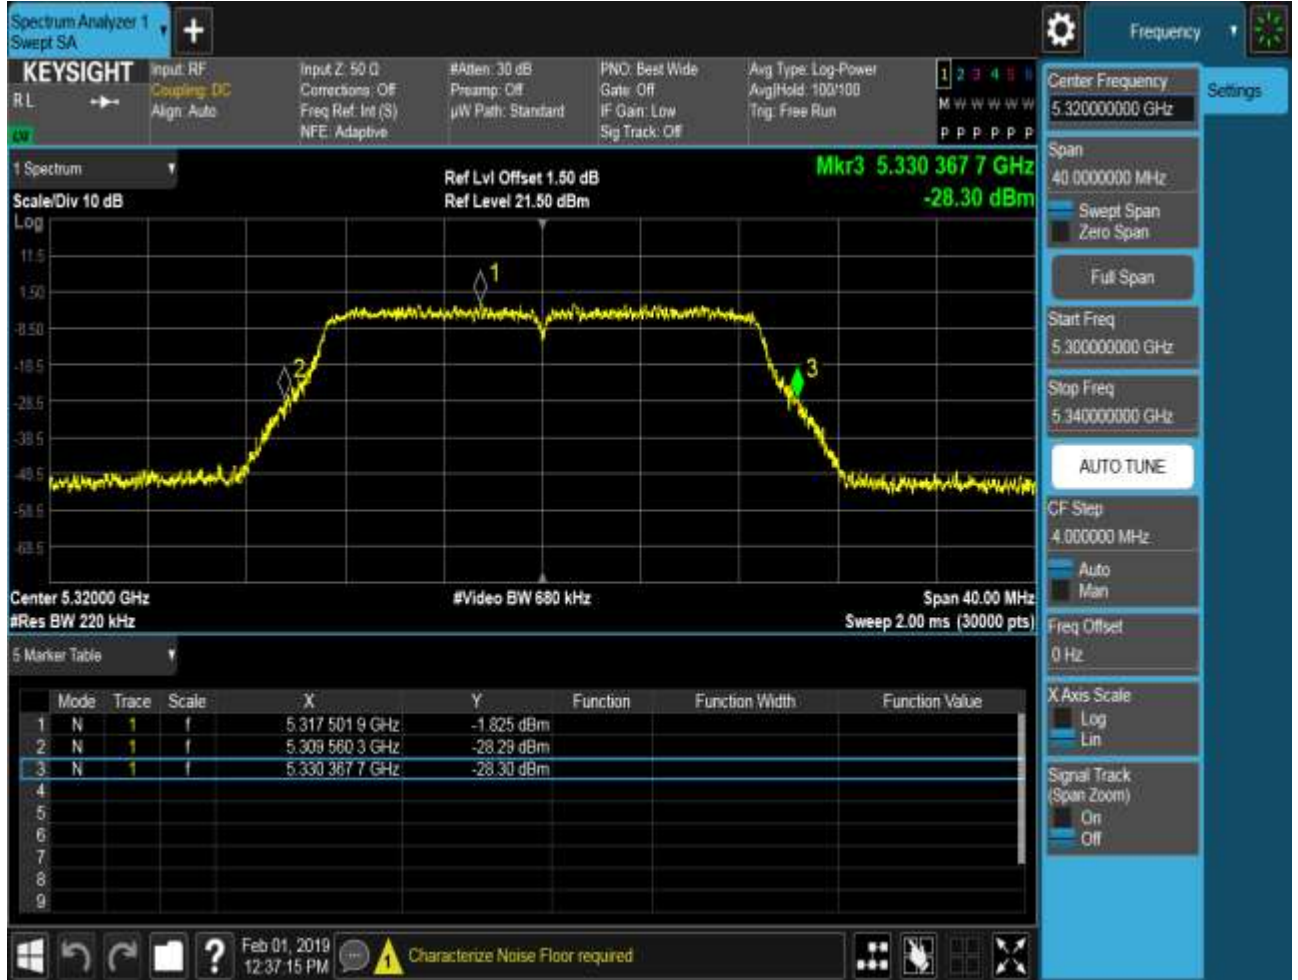 Spectrum Analyzer 1
Swept SA
Frequency
KEYSIGHT
RL
Input: RF
Coupling: DC
Align: Auto
Input Z: 50 Ω
Corrections: Off
Freq Ref: Int (S)
NFE: Adaptive
#Atten: 30 dB
Preamp: Off
µW Path: Standard
PNO: Best Wide
Gate: Off
IF Gain: Low
Sig Track: Off
Avg Type: Log-Power
Avg|Hold: 100/100
Trig: Free Run
1 2 3 4 5 6
M W W W W W
P P P P P P
1 Spectrum
Scale/Div 10 dB
Ref Lvl Offset 1.50 dB
Ref Level 21.50 dBm
Mkr3 5.330 367 7 GHz
-28.30 dBm
Log
11.5
1.50
-8.50
-18.5
-28.5
-38.5
-48.5
-58.5
-68.5
1
2
3
Center 5.32000 GHz
#Res BW 220 kHz
#Video BW 680 kHz
Span 40.00 MHz
Sweep 2.00 ms (30000 pts)
5 Marker Table
Mode Trace Scale X Y Function Function Width Function Value
1 N 1 f 5.317 501 9 GHz -1.825 dBm
2 N 1 f 5.309 560 3 GHz -28.29 dBm
3 N 1 f 5.330 367 7 GHz -28.30 dBm
4
5
6
7
8
9
Center Frequency
5.320000000 GHz
Settings
Span
40.0000000 MHz
Swept Span
Zero Span
Full Span
Start Freq
5.300000000 GHz
Stop Freq
5.340000000 GHz
AUTO TUNE
CF Step
4.000000 MHz
Auto
Man
Freq Offset
0 Hz
X Axis Scale
Log
Lin
Signal Track
(Span Zoom)
On
Off
?
Feb 01, 2019
12:37:15 PM
1
Characterize Noise Floor required